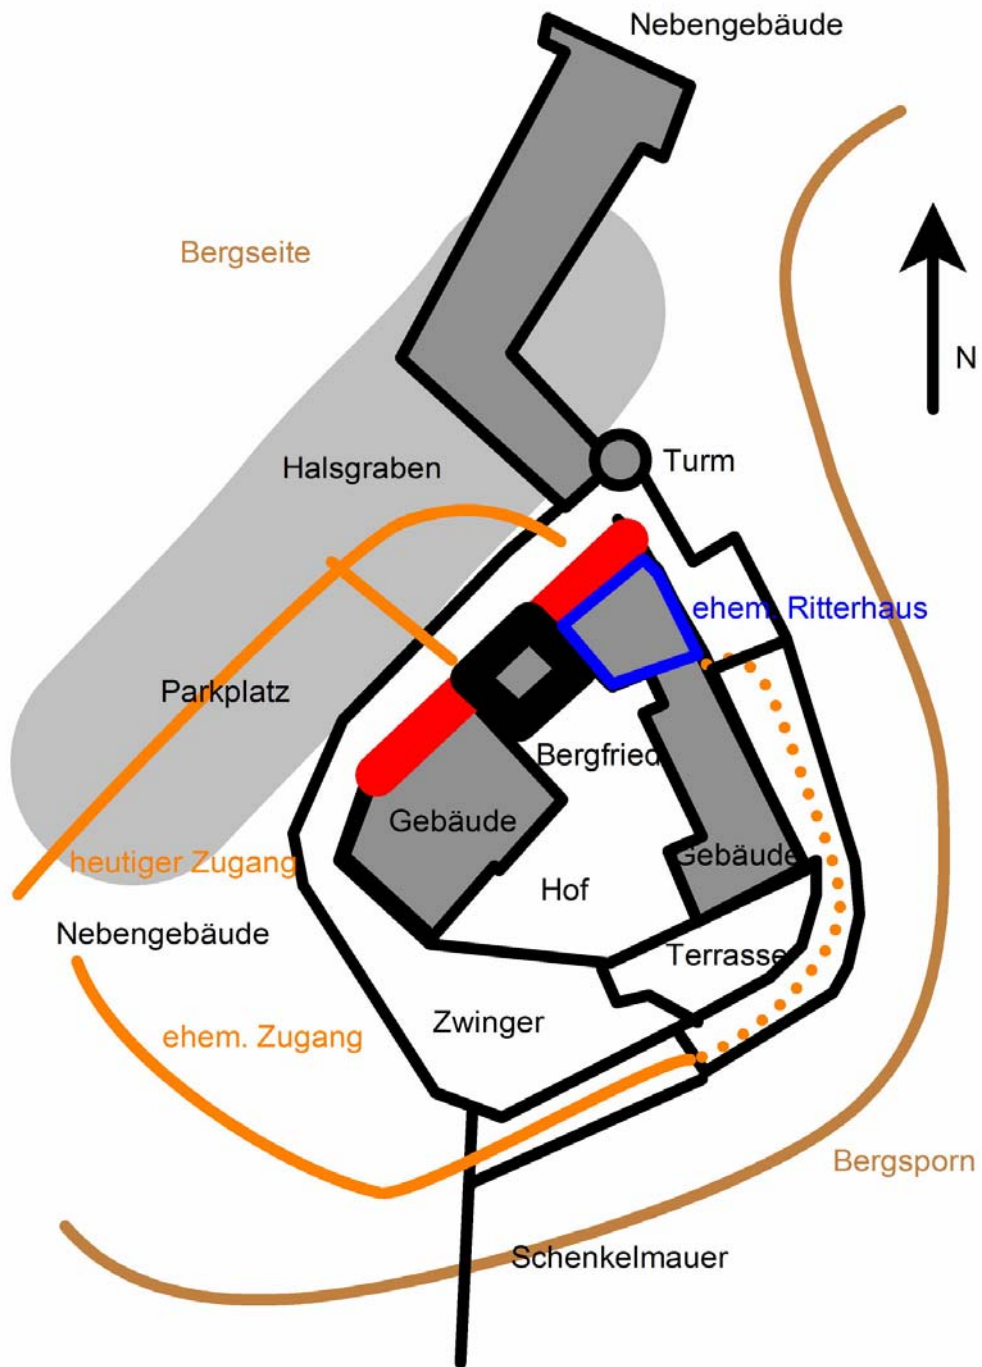 Nebengebäude
Bergseite
N
Halsgraben
Turm
ehem. Ritterhaus
Parkplatz
Bergfried
Gebäude
heutiger Zugang
Gebäude
Hof
Nebengebäude
Terrasse
Zwinger
ehem. Zugang
Bergsporn
Schenkelmauer